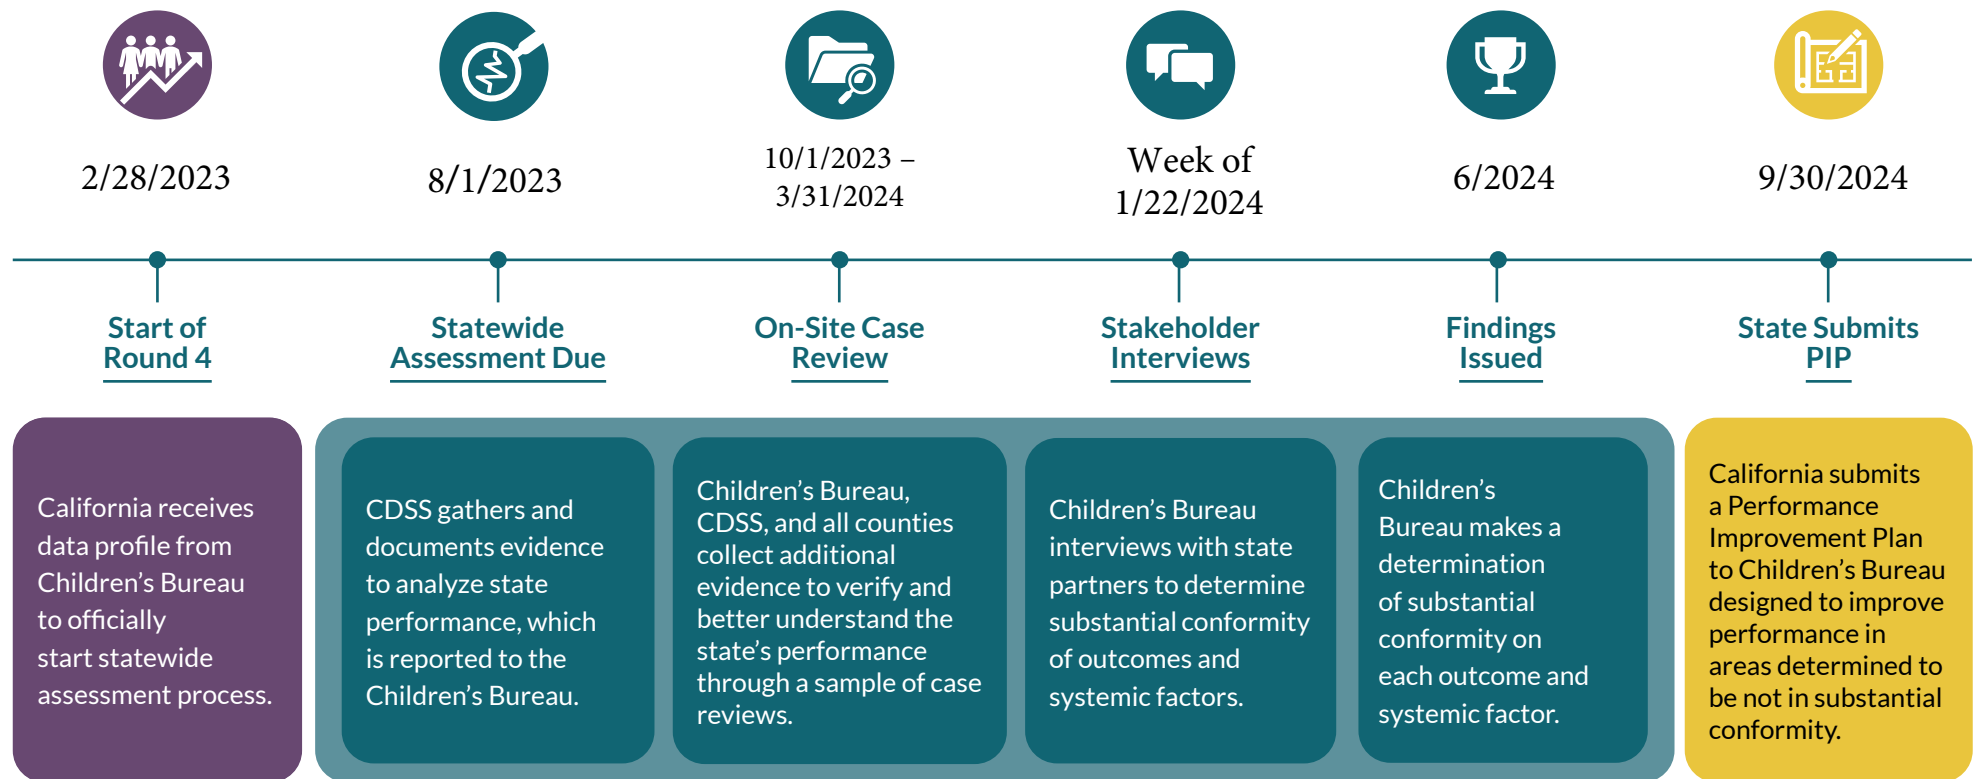 2/28/2023
8/1/2023
10/1/2023 –
3/31/2024
Week of
1/22/2024
6/2024
9/30/2024
Start of
Round 4
Statewide
Assessment Due
On-Site Case
Review
Stakeholder
Interviews
Findings
Issued
State Submits
PIP
California receives
data profile from
Children’s Bureau
to officially
start statewide
assessment process.
CDSS gathers and
documents evidence
to analyze state
performance, which
is reported to the
Children’s Bureau.
Children’s Bureau,
CDSS, and all counties
collect additional
evidence to verify and
better understand the
state’s performance
through a sample of case
reviews.
Children’s Bureau
interviews with state
partners to determine
substantial conformity
of outcomes and
systemic factors.
Children’s
Bureau makes a
determination
of substantial
conformity on
each outcome and
systemic factor.
California submits
a Performance
Improvement Plan
to Children’s Bureau
designed to improve
performance in
areas determined to
be not in substantial
conformity.